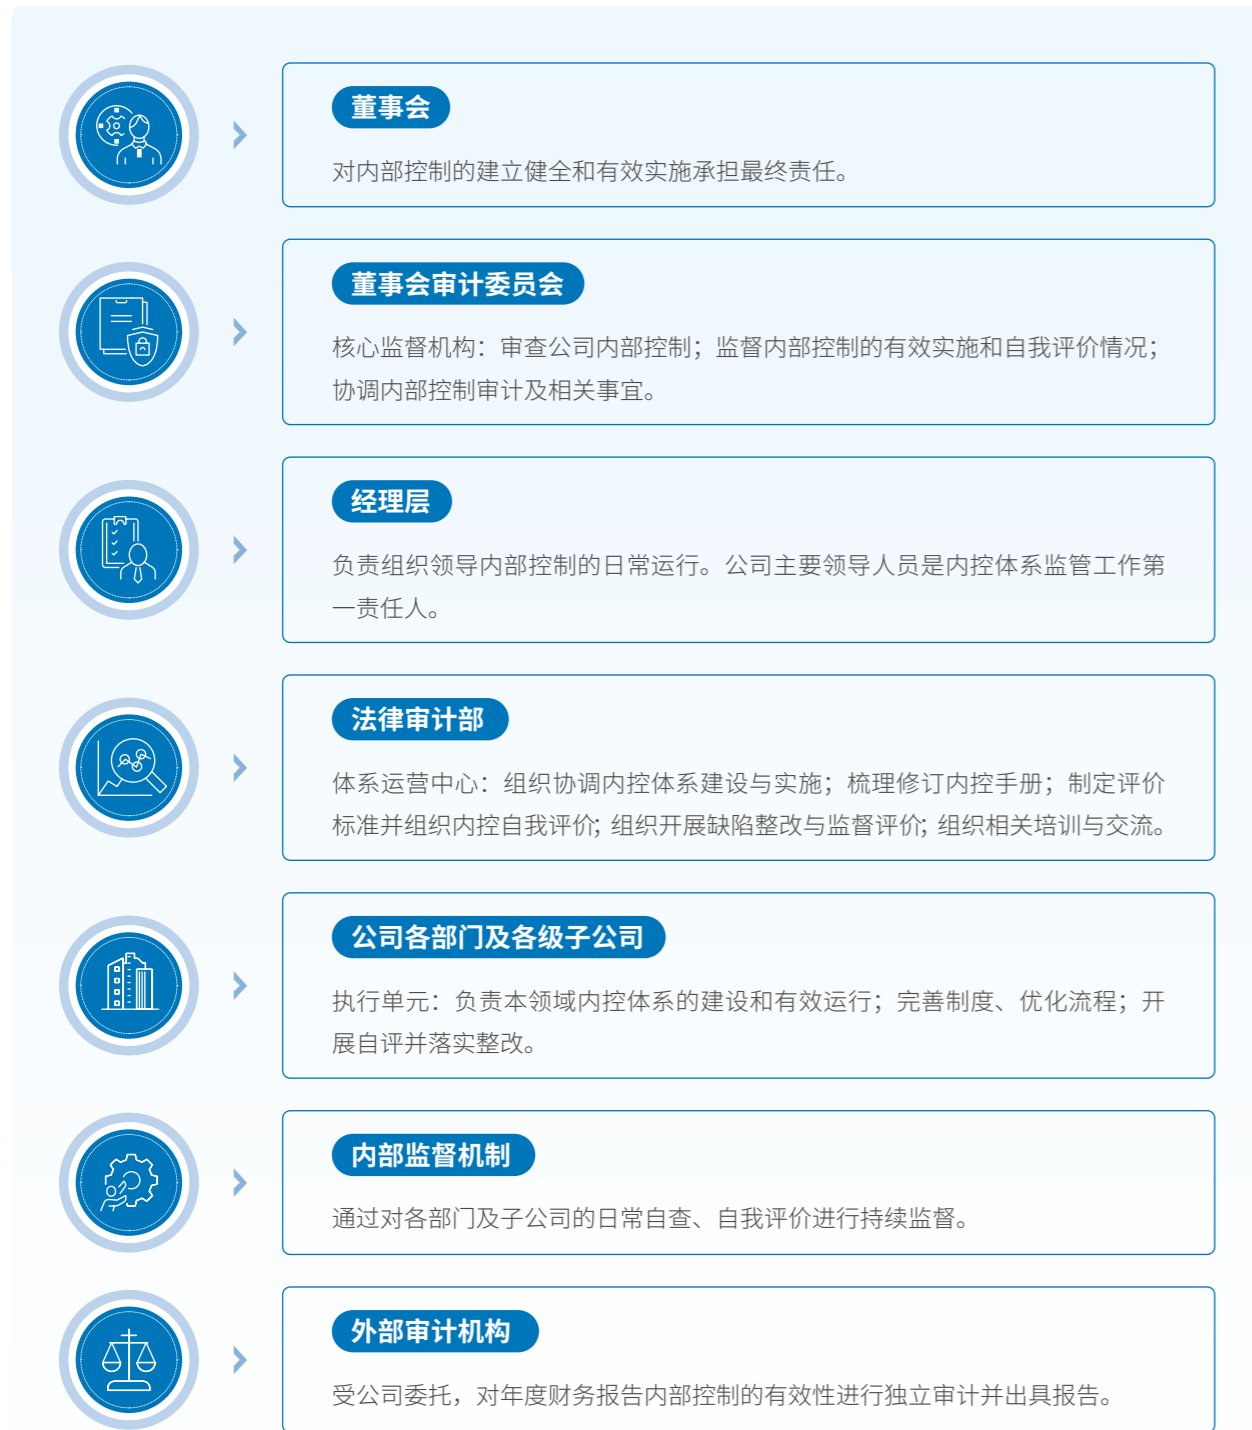 董事会
对内部控制的建立健全和有效实施承担最终责任。
董事会审计委员会
核心监督机构：审查公司内部控制；监督内部控制的有效实施和自我评价情况；
协调内部控制审计及相关事宜。
经理层
负责组织领导内部控制的日常运行。公司主要领导人员是内控体系监管工作第
一责任人。
法律审计部
体系运营中心：组织协调内控体系建设与实施；梳理修订内控手册；制定评价
标准并组织内控自我评价；组织开展缺陷整改与监督评价；组织相关培训与交流。
公司各部门及各级子公司
执行单元：负责本领域内控体系的建设和有效运行；完善制度、优化流程；开
展自评并落实整改。
内部监督机制
通过对各部门及子公司的日常自查、自我评价进行持续监督。
外部审计机构
受公司委托，对年度财务报告内部控制的有效性进行独立审计并出具报告。